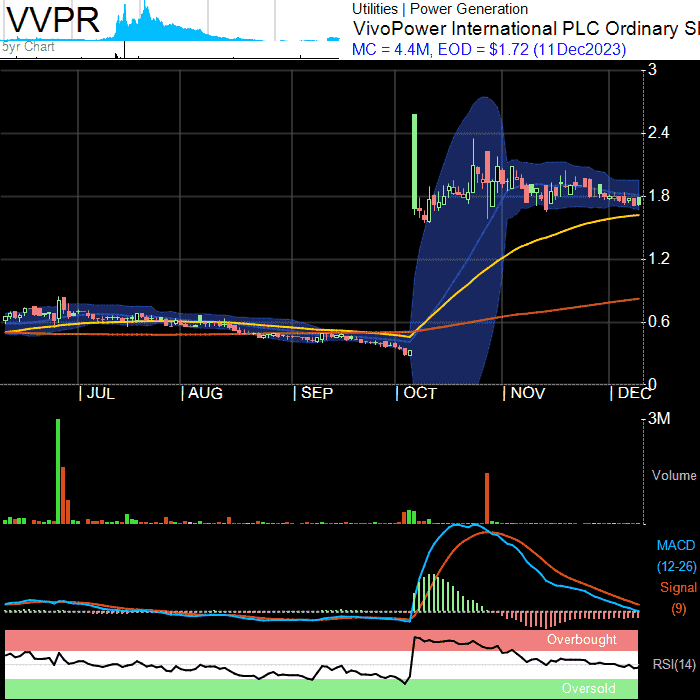 VVPR
5yr Chart
Utilities | Power Generation
VivoPower International PLC Ordinary S
MC = 4.4M, EOD = $1.72 (11Dec2023)
3
2.4
1.8
1.2
0.6
0
| JUL | AUG | SEP | OCT | NOV | DEC
3M
Volume
MACD
(12-26)
Signal
(9)
Overbought
RSI(14)
Oversold